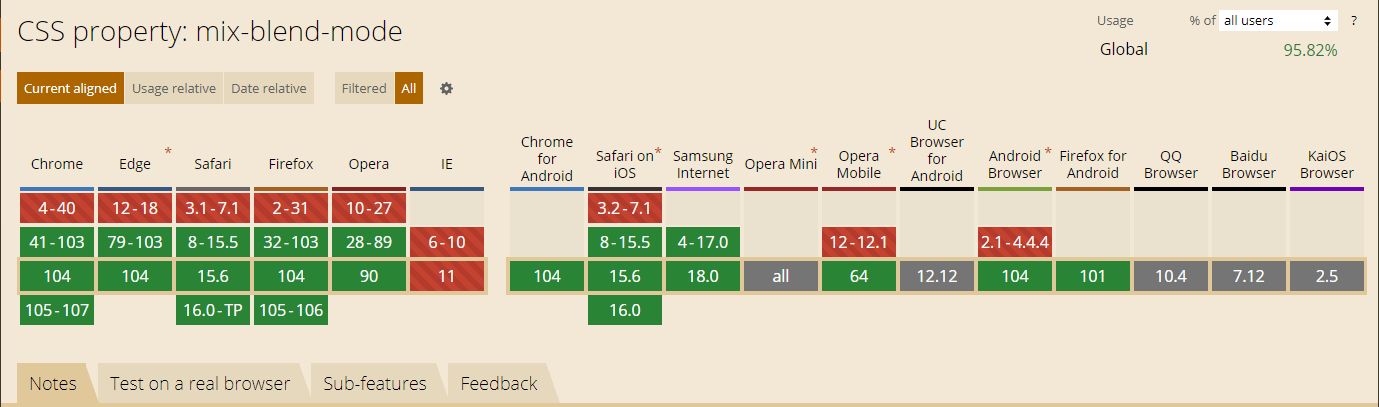 CSS property: mix-blend-mode
Usage % of all users ?
Global 95.82%
Current aligned Usage relative Date relative Filtered All
Chrome Edge * Safari Firefox Opera IE Chrome for Android Safari on iOS * Samsung Internet Opera Mini * Opera Mobile * UC Browser for Android Android Browser * Firefox for Android QQ Browser Baidu Browser KaiOS Browser
4-40 12-18 3.1-7.1 2-31 10-27 3.2-7.1
41-103 79-103 8-15.5 32-103 28-89 6-10 8-15.5 4-17.0 12-12.1 2.1-4.4.4
104 104 15.6 104 90 11 104 15.6 18.0 all 64 12.12 104 101 10.4 7.12 2.5
105-107 16.0-TP 105-106 16.0
Notes Test on a real browser Sub-features Feedback